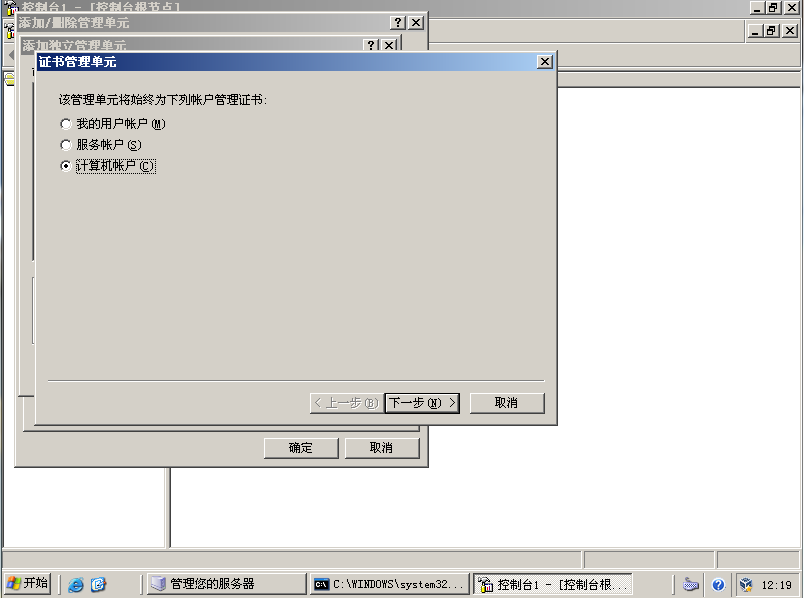 控制台1 - [控制台根节点]
添加/删除管理单元
添加独立管理单元
证书管理单元
该管理单元将始终为下列帐户管理证书:
我的用户帐户(M)
服务帐户(S)
计算机帐户(C)
< 上一步(B)
下一步(N) >
取消
确定
取消
开始
管理您的服务器
C:\WINDOWS\system32...
控制台1 - [控制台根...
12:19